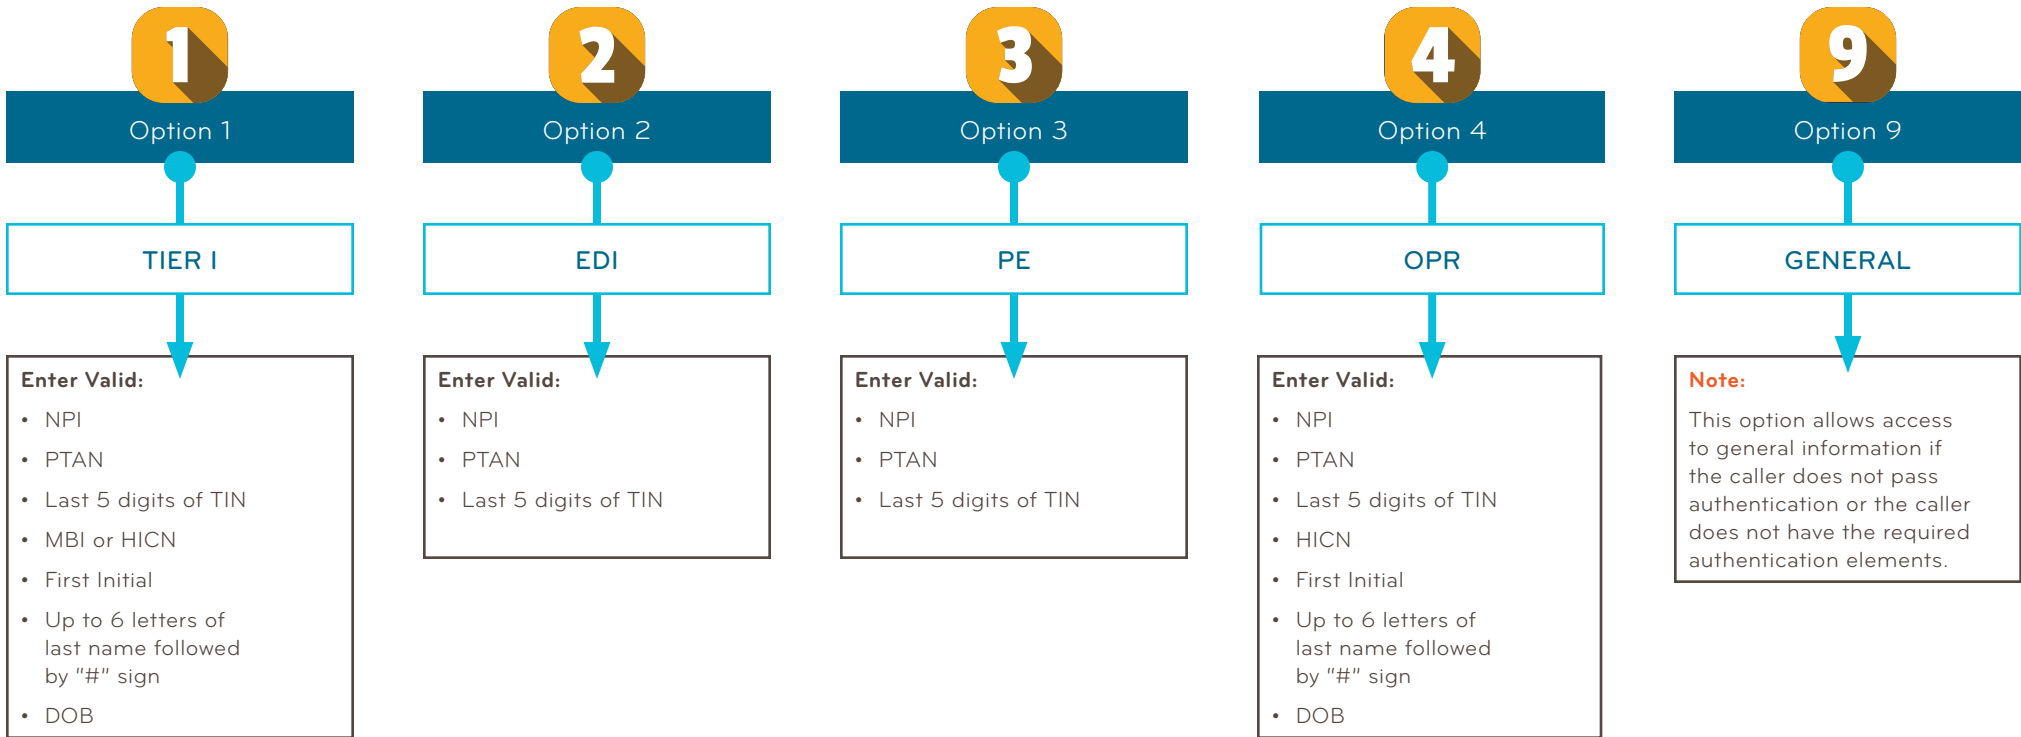 1
Option 1
TIER I
Enter Valid:
• NPI
• PTAN
• Last 5 digits of TIN
• MBI or HICN
• First Initial
• Up to 6 letters of
last name followed
by "#" sign
• DOB
2
Option 2
EDI
Enter Valid:
• NPI
• PTAN
• Last 5 digits of TIN
3
Option 3
PE
Enter Valid:
• NPI
• PTAN
• Last 5 digits of TIN
4
Option 4
OPR
Enter Valid:
• NPI
• PTAN
• Last 5 digits of TIN
• HICN
• First Initial
• Up to 6 letters of
last name followed
by "#" sign
• DOB
9
Option 9
GENERAL
Note:
This option allows access
to general information if
the caller does not pass
authentication or the caller
does not have the required
authentication elements.